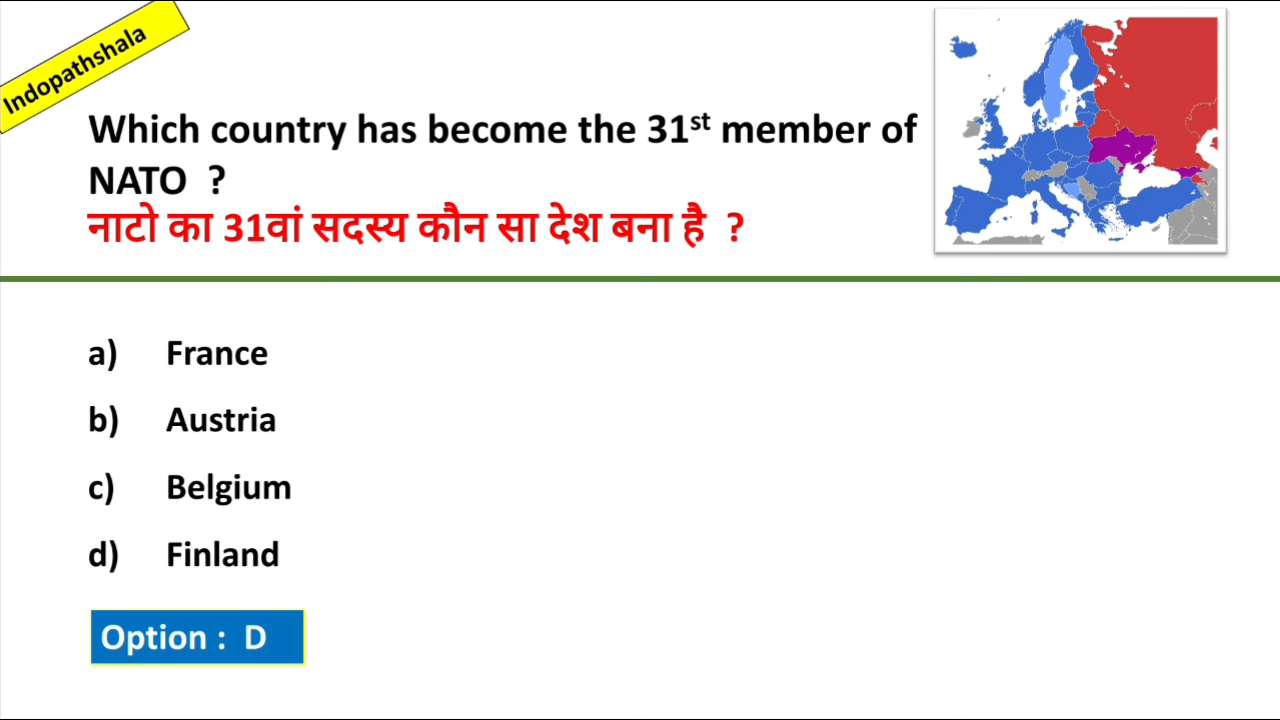 Indopathshala
Which country has become the 31st member of
NATO ?
नाटो का 31वां सदस्य कौन सा देश बना है ?
a) France
b) Austria
c) Belgium
d) Finland
Option : D